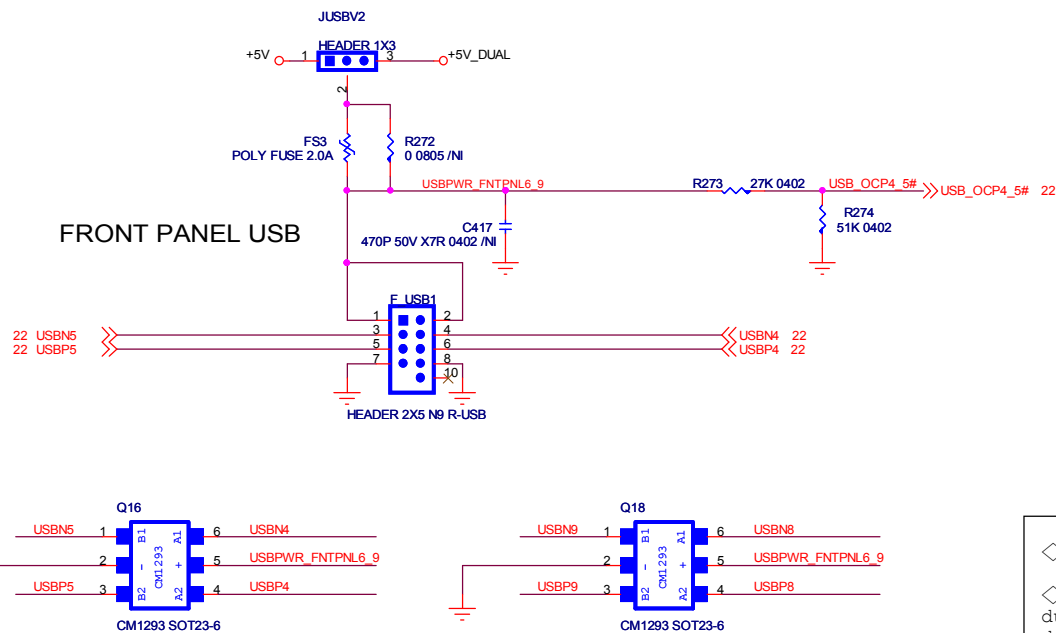 JUSBV2
HEADER 1X3
+5V 1 3 +5V_DUAL
2
FS3
POLY FUSE 2.0A
R272
0 0805 /NI
USBPWR_FNTPNL6_9
R273 27K 0402
USB_OCP4_5#
USB_OCP4_5# 22
R274
51K 0402
C417
470P 50V X7R 0402 /NI
FRONT PANEL USB
F_USB1
1 2
22 USBN5 3 4 USBN4 22
22 USBP5 5 6 USBP4 22
7 8
10
HEADER 2X5 N9 R-USB
Q16
USBN5 1 B1 A1 6 USBN4
2 - CM1293 + 5 USBPWR_FNTPNL6_9
USBP5 3 B2 A2 4 USBP4
CM1293 SOT23-6
Q18
USBN9 1 B1 A1 6 USBN8
2 - CM1293 + 5 USBPWR_FNTPNL6_9
USBP9 3 B2 A2 4 USBP8
CM1293 SOT23-6